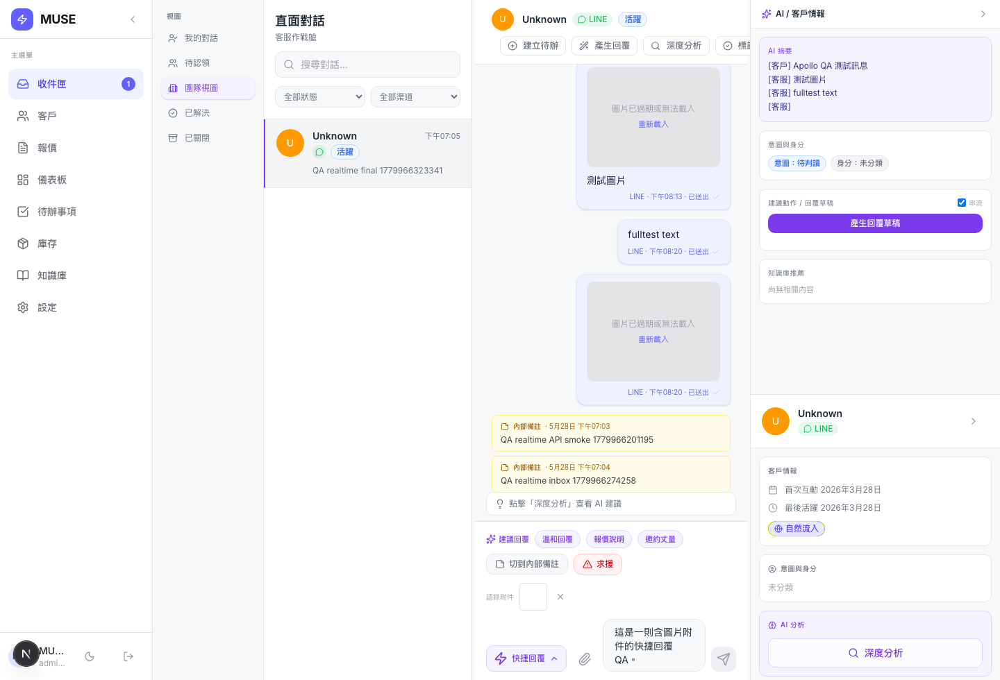 MUSE
主選單
收件匣
1
客戶
報價
儀表板
待辦事項
庫存
知識庫
設定
N
MU...
admi...
視圖
我的對話
待認領
團隊視圖
已解決
已關閉
直面對話
客服作戰艙
搜尋對話...
全部狀態
全部渠道
U
Unknown
下午07:05
活躍
QA realtime final 1779966323341
U
Unknown
LINE
活躍
建立待辦
產生回覆
深度分析
圖片已過期或無法載入
重新載入
測試圖片
LINE · 下午08:13 · 已送出
fulltest text
LINE · 下午08:20 · 已送出
圖片已過期或無法載入
重新載入
LINE · 下午08:20 · 已送出
內部備註 · 5月28日 下午07:03
QA realtime API smoke 1779966201195
內部備註 · 5月28日 下午07:04
QA realtime inbox 1779966274258
點擊「深度分析」查看 AI 建議
建議回覆
溫和回覆
報價說明
邀約丈量
切到內部備註
求援
語錄附件
快捷回覆
這是一則含圖片附
件的快捷回覆
QA。
AI / 客戶情報
AI 摘要
[客戶] Apollo QA 測試訊息
[客服] 測試圖片
[客服] fulltest text
[客服]
意圖與身分
意圖：待判讀
身分：未分類
建議動作 / 回覆草稿
串流
產生回覆草稿
知識庫推薦
尚無相關內容
U
Unknown
LINE
客戶情報
首次互動 2026年3月28日
最後活躍 2026年3月28日
自然流入
意圖與身分
未分類
AI 分析
深度分析